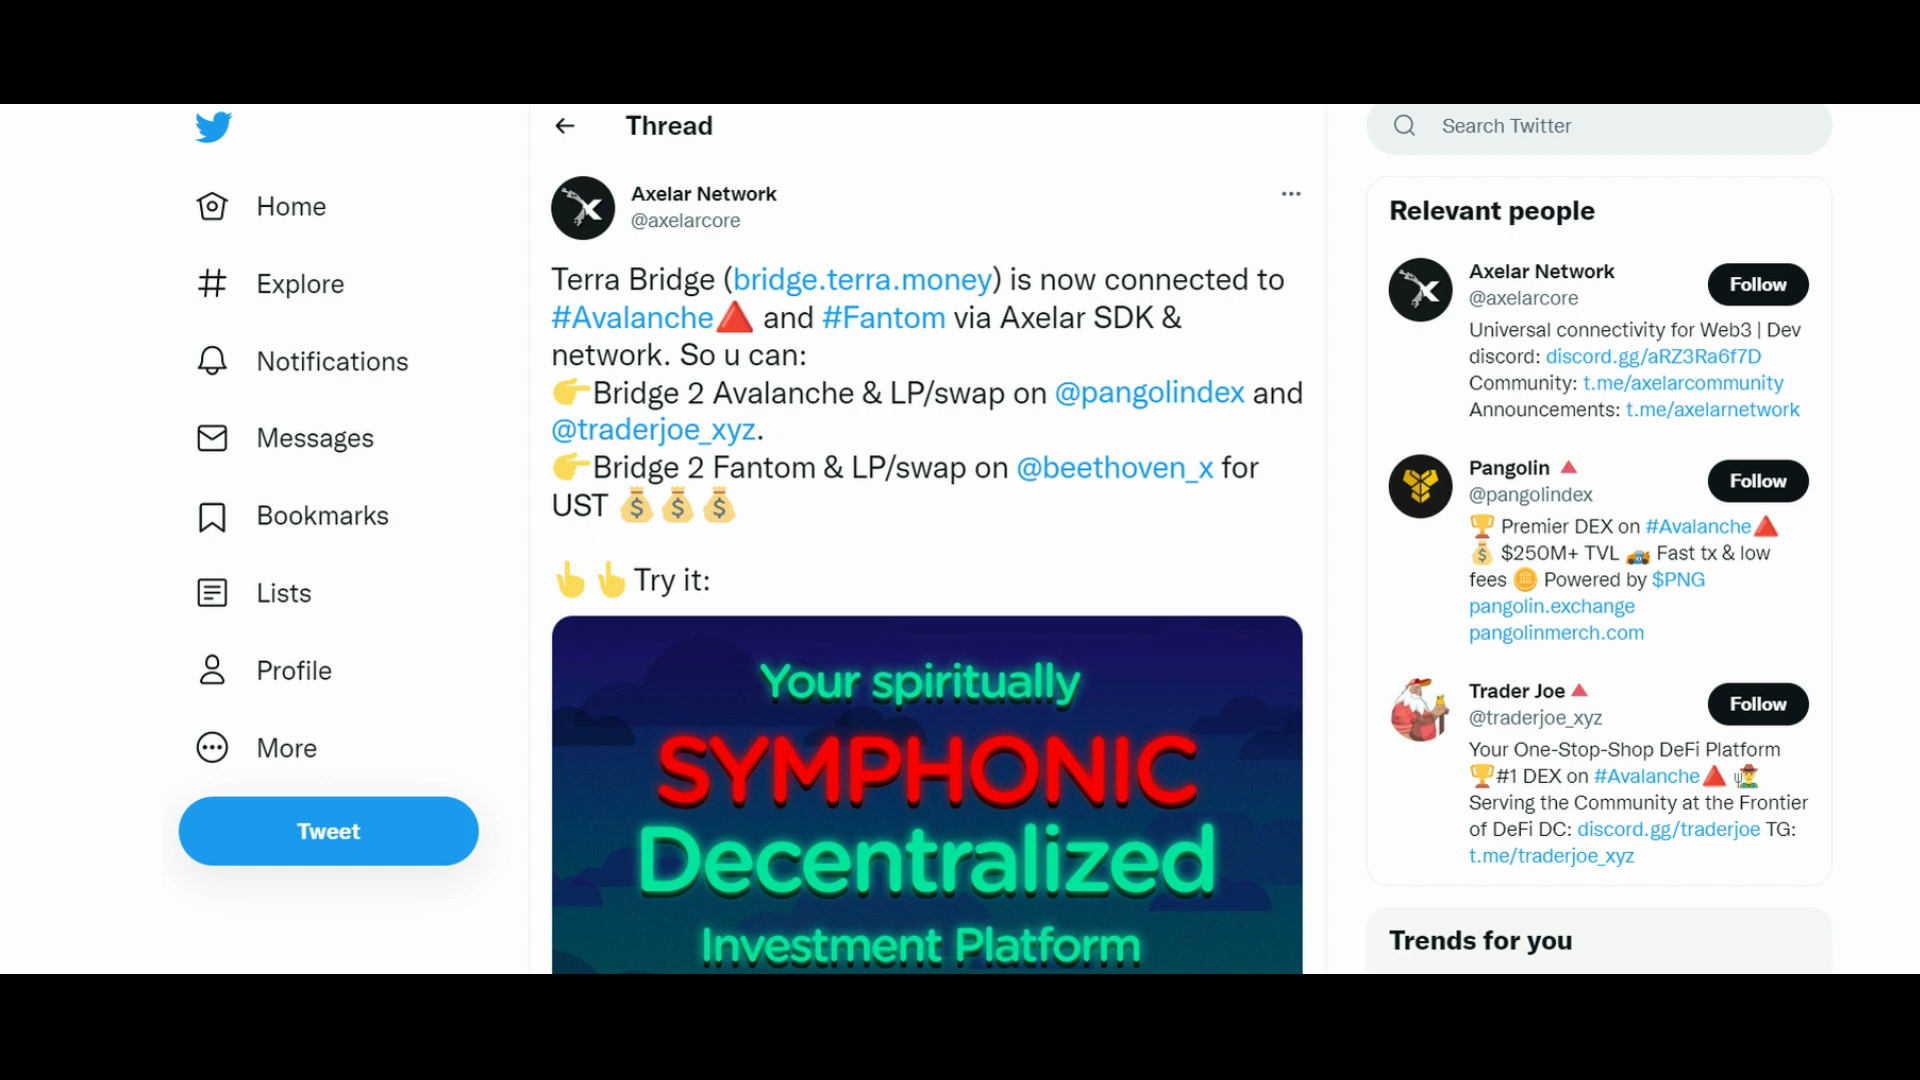 Home
Explore
Notifications
Messages
Bookmarks
Lists
Profile
More
Tweet
Thread
Axelar Network
@axelarcore
Terra Bridge (bridge.terra.money) is now connected to
#Avalanche🔺 and #Fantom via Axelar SDK &
network. So u can:
👉Bridge 2 Avalanche & LP/swap on @pangolindex and
@traderjoe_xyz.
👉Bridge 2 Fantom & LP/swap on @beethoven_x for
UST 💰💰💰
👆👆Try it:
Your spiritually
SYMPHONIC
Decentralized
Investment Platform
Search Twitter
Relevant people
Axelar Network
@axelarcore
Follow
Universal connectivity for Web3 | Dev
discord: discord.gg/aRZ3Ra6f7D
Community: t.me/axelarcommunity
Announcements: t.me/axelarnetwork
Pangolin 🔺
@pangolindex
Follow
🏆 Premier DEX on #Avalanche🔺
💰 $250M+ TVL 🚕 Fast tx & low
fees 🪙 Powered by $PNG
pangolin.exchange
pangolinmerch.com
Trader Joe🔺
@traderjoe_xyz
Follow
Your One-Stop-Shop DeFi Platform
🏆#1 DEX on #Avalanche🔺 👨‍🌾
Serving the Community at the Frontier
of DeFi DC: discord.gg/traderjoe TG:
t.me/traderjoe_xyz
Trends for you